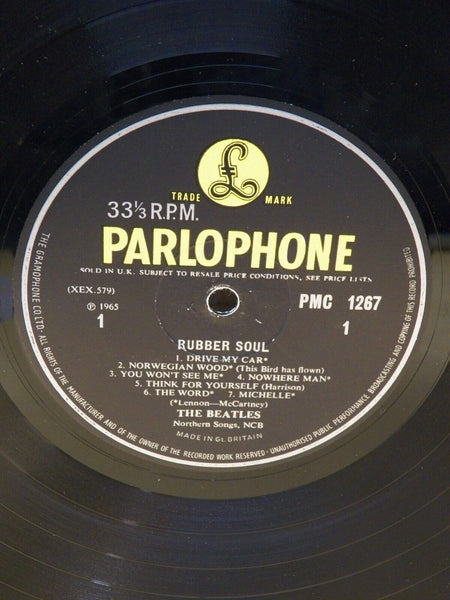 £
TRADE MARK
33⅓ R.P.M.
PARLOPHONE
SOLD IN U.K. SUBJECT TO RESALE PRICE CONDITIONS, SEE PRICE LISTS
(XEX.579)
℗ 1965
1
PMC 1267
1
RUBBER SOUL
1. DRIVE MY CAR*
2. NORWEGIAN WOOD* (This Bird has flown)
3. YOU WON'T SEE ME* 4. NOWHERE MAN*
5. THINK FOR YOURSELF (Harrison)
6. THE WORD* 7. MICHELLE*
(*Lennon—McCartney)
THE BEATLES
Northern Songs, NCB
MADE IN GT. BRITAIN
THE GRAMOPHONE CO. LTD · ALL RIGHTS OF THE MANUFACTURER AND OF THE OWNER OF THE RECORDED WORK RESERVED · UNAUTHORISED PUBLIC PERFORMANCE BROADCASTING AND COPYING OF THIS RECORD PROHIBITED